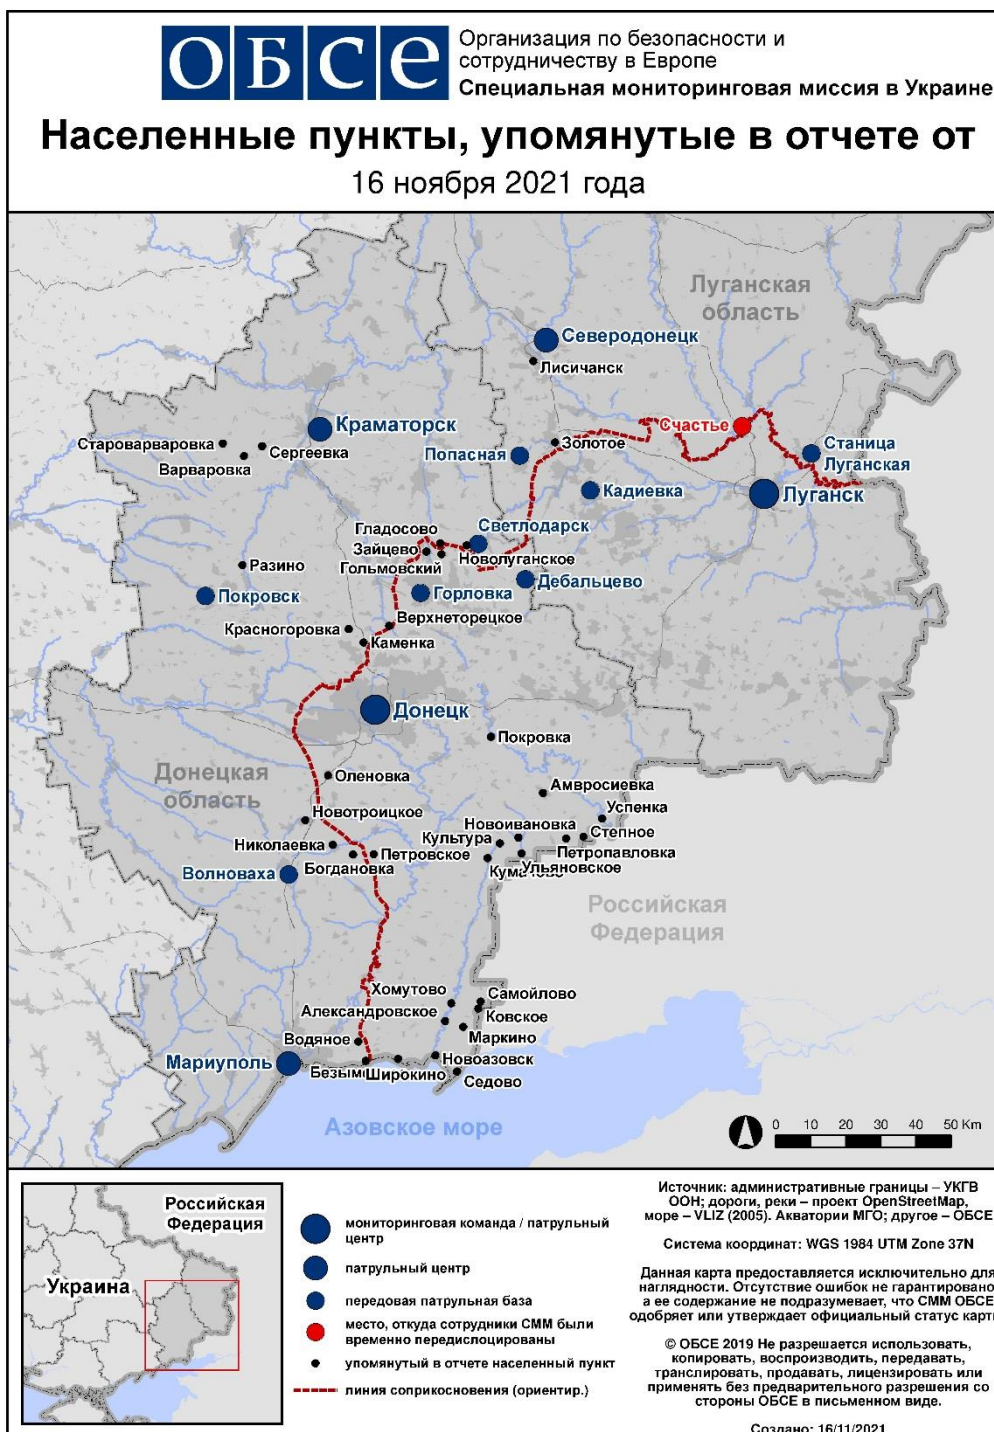 ОБСЕ
Организация по безопасности и
сотрудничеству в Европе
Специальная мониторинговая миссия в Украине
Населенные пункты, упомянутые в отчете от
16 ноября 2021 года
Луганская
область
Северодонецк
Лисичанск
Краматорск
Староварваровка
Сергеевка
Варваровка
Попасная
Золотое
Счастье
Станица
Луганская
Кадиевка
Луганск
Гладосово
Светлодарск
Зайцево
Новолуганское
Гольмовский
Разино
Дебальцево
Покровск
Горловка
Верхнеторецкое
Красногоровка
Каменка
Донецк
Покровка
Донецкая
область
Оленовка
Амвросиевка
Новотроицкое
Успенка
Новоивановка
Степное
Николаевка
Культура
Петропавловка
Богдановка
Петровское
Ульяновское
Волноваха
Российская
Федерация
Хомутово
Самойлово
Александровское
Ковское
Маркино
Водяное
Мариуполь
Новоазовск
Широкино
Седово
Азовское море
0 10 20 30 40 50 Km
Российская
Федерация
Украина
мониторинговая команда / патрульный
центр
патрульный центр
передовая патрульная база
место, откуда сотрудники СММ были
временно передислоцированы
упомянутый в отчете населенный пункт
линия соприкосновения (ориентир.)
Источник: административные границы – УКГВ
ООН; дороги, реки – проект OpenStreetMap,
море – VLIZ (2005). Акватории МГО; другое – ОБСЕ
Система координат: WGS 1984 UTM Zone 37N
Данная карта предоставляется исключительно для
наглядности. Отсутствие ошибок не гарантировано
а ее содержание не подразумевает, что СММ ОБСЕ
одобряет или утверждает официальный статус карт
© ОБСЕ 2019 Не разрешается использовать,
копировать, воспроизводить, передавать,
транслировать, продавать, лицензировать или
применять без предварительного разрешения со
стороны ОБСЕ в письменном виде.
Создано: 16/11/2021